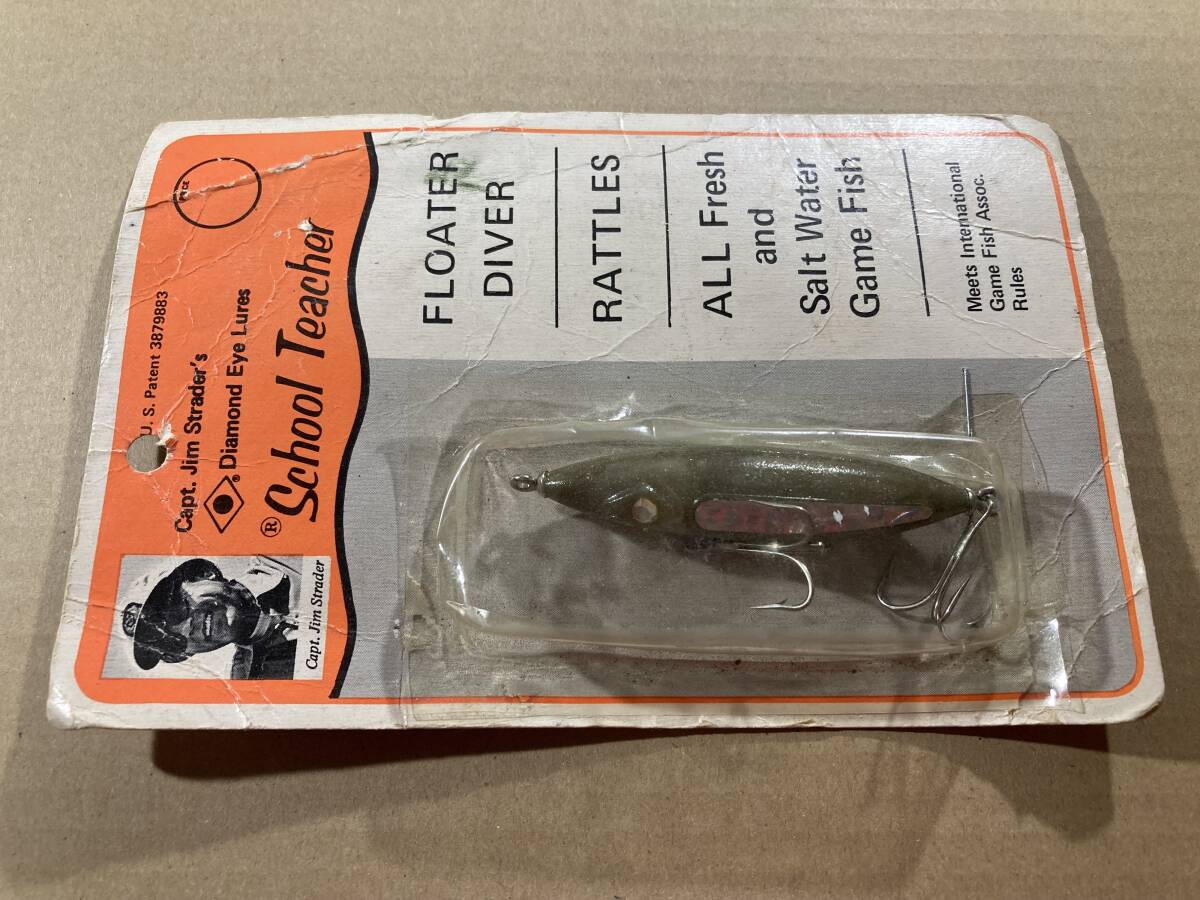 PRICE
U. S. Patent 3879883
Capt. Jim Strader's
Diamond Eye Lures
® School Teacher
Capt. Jim Strader
FLOATER
DIVER
RATTLES
ALL Fresh
and
Salt Water
Game Fish
Meets International
Game Fish Assoc.
Rules